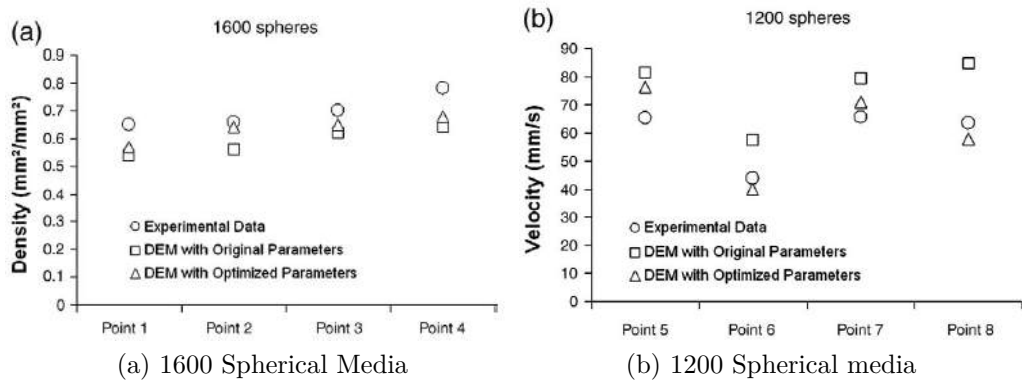 (a)
1600 spheres
Density (mm²/mm²)
0.9
0.8
0.7
0.6
0.5
0.4
0.3
0.2
0.1
0
Experimental Data
DEM with Original Parameters
DEM with Optimized Parameters
Point 1 Point 2 Point 3 Point 4
(a) 1600 Spherical Media
(b)
1200 spheres
Velocity (mm/s)
90
80
70
60
50
40
30
20
10
0
Experimental Data
DEM with Original Parameters
DEM with Optimized Parameters
Point 5 Point 6 Point 7 Point 8
(b) 1200 Spherical media